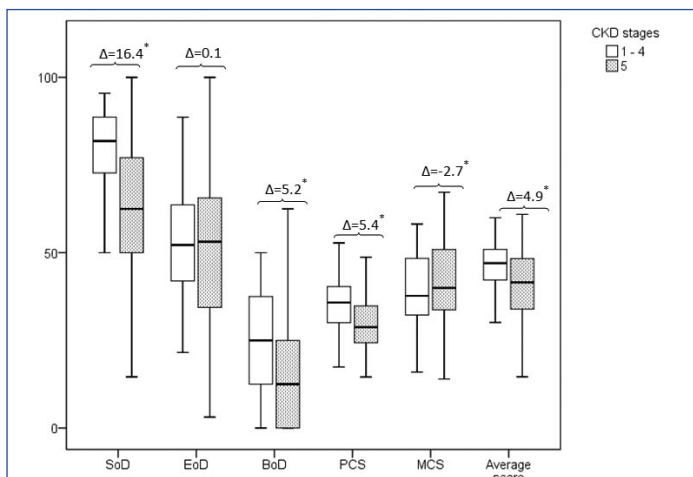 CKD stages
1 - 4
5
Δ=16.4*
Δ=0.1
Δ=5.2*
Δ=5.4*
Δ=-2.7*
Δ=4.9*
100
50
0
SoD
EoD
BoD
PCS
MCS
Average